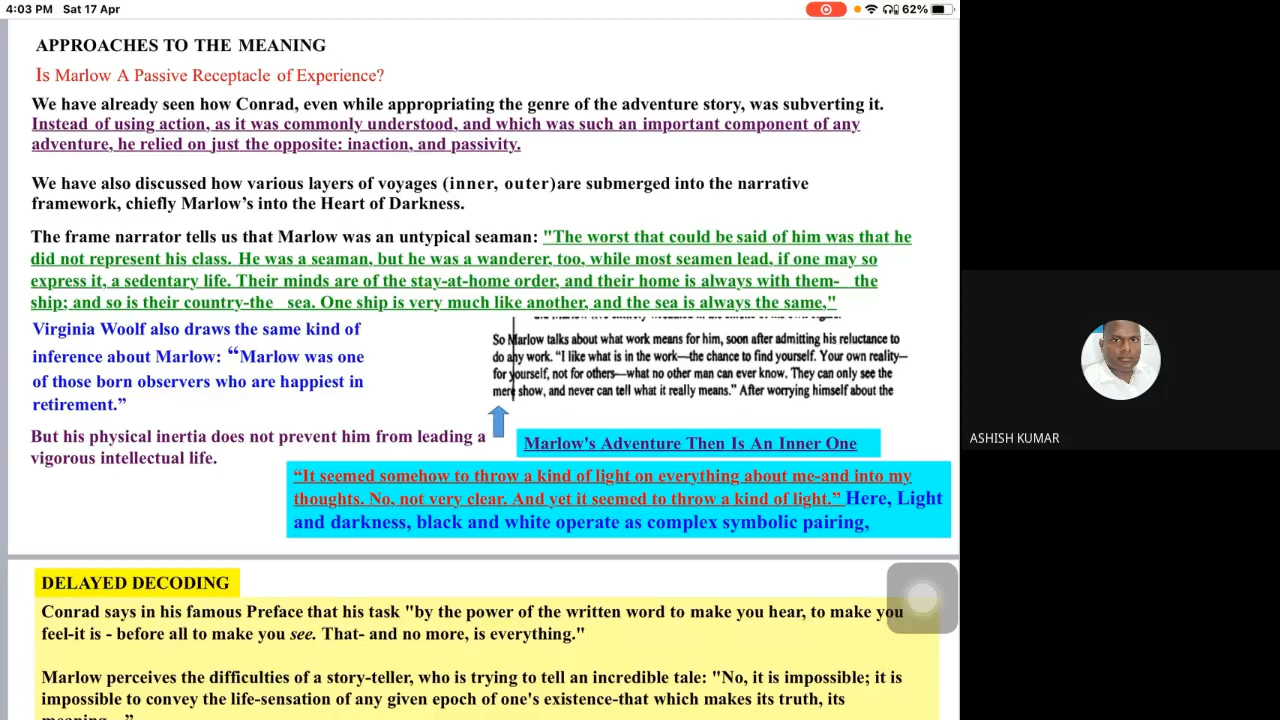 4:03 PM Sat 17 Apr
62%
APPROACHES TO THE MEANING
Is Marlow A Passive Receptacle of Experience?
We have already seen how Conrad, even while appropriating the genre of the adventure story, was subverting it.
Instead of using action, as it was commonly understood, and which was such an important component of any
adventure, he relied on just the opposite: inaction, and passivity.
We have also discussed how various layers of voyages (inner, outer)are submerged into the narrative
framework, chiefly Marlow's into the Heart of Darkness.
The frame narrator tells us that Marlow was an untypical seaman: "The worst that could be said of him was that he
did not represent his class. He was a seaman, but he was a wanderer, too, while most seamen lead, if one may so
express it, a sedentary life. Their minds are of the stay-at-home order, and their home is always with them- the
ship; and so is their country-the sea. One ship is very much like another, and the sea is always the same,"
Virginia Woolf also draws the same kind of
inference about Marlow: “Marlow was one
of those born observers who are happiest in
retirement.”
So Marlow talks about what work means for him, soon after admitting his reluctance to
do any work. "I like what is in the work—the chance to find yourself. Your own reality—
for yourself, not for others—what no other man can ever know. They can only see the
mere show, and never can tell what it really means." After worrying himself about the
But his physical inertia does not prevent him from leading a
vigorous intellectual life.
Marlow's Adventure Then Is An Inner One
“It seemed somehow to throw a kind of light on everything about me-and into my
thoughts. No, not very clear. And yet it seemed to throw a kind of light.” Here, Light
and darkness, black and white operate as complex symbolic pairing,
DELAYED DECODING
Conrad says in his famous Preface that his task "by the power of the written word to make you hear, to make you
feel-it is - before all to make you see. That- and no more, is everything."
Marlow perceives the difficulties of a story-teller, who is trying to tell an incredible tale: "No, it is impossible; it is
impossible to convey the life-sensation of any given epoch of one's existence-that which makes its truth, its
ASHISH KUMAR